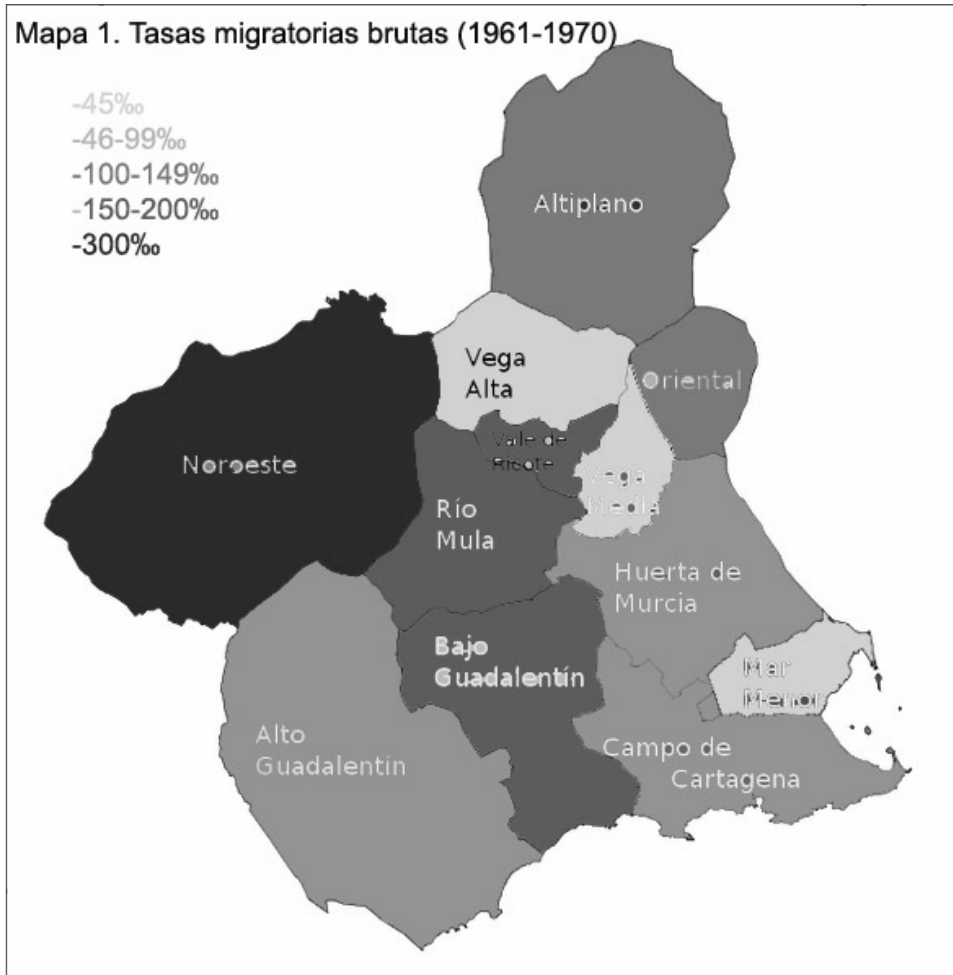 Mapa 1. Tasas migratorias brutas (1961-1970)
-45‰
-46-99‰
-100-149‰
-150-200‰
-300‰
Altiplano
Vega
Alta
Oriental
Valle de
Ricote
Noroeste
Vega
Media
Río
Mula
Huerta de
Murcia
Bajo
Guadalentín
Mar
Menor
Alto
Guadalentín
Campo de
Cartagena